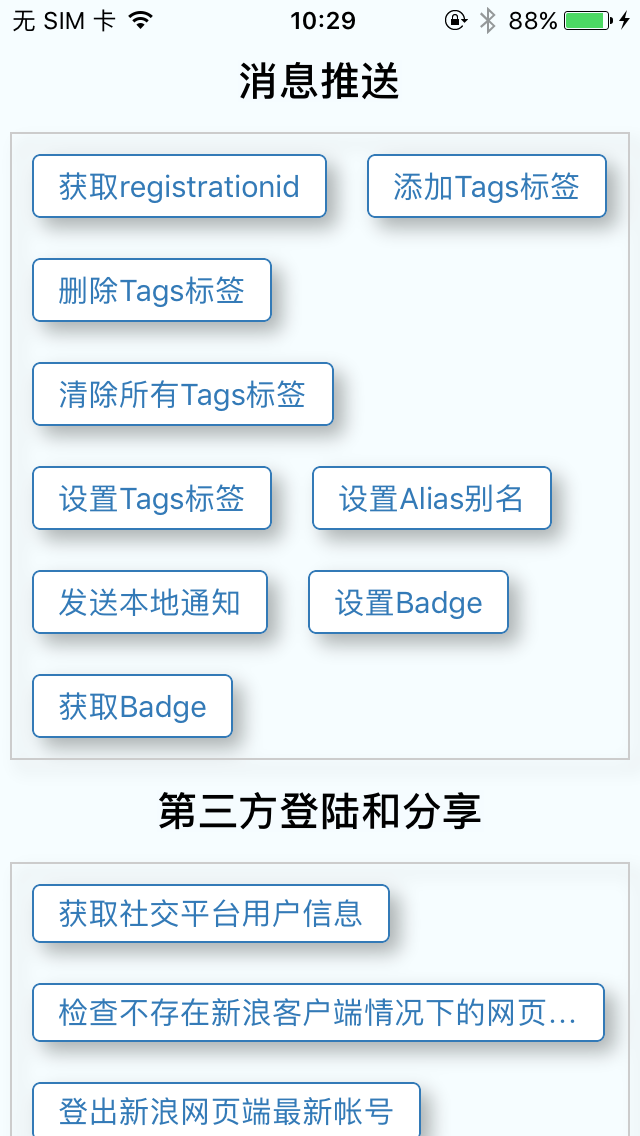 无 SIM 卡 10:29 88%
消息推送
获取registrationid 添加Tags标签
删除Tags标签
清除所有Tags标签
设置Tags标签 设置Alias别名
发送本地通知 设置Badge
获取Badge
第三方登陆和分享
获取社交平台用户信息
检查不存在新浪客户端情况下的网页...
登出新浪网页端最新帐号